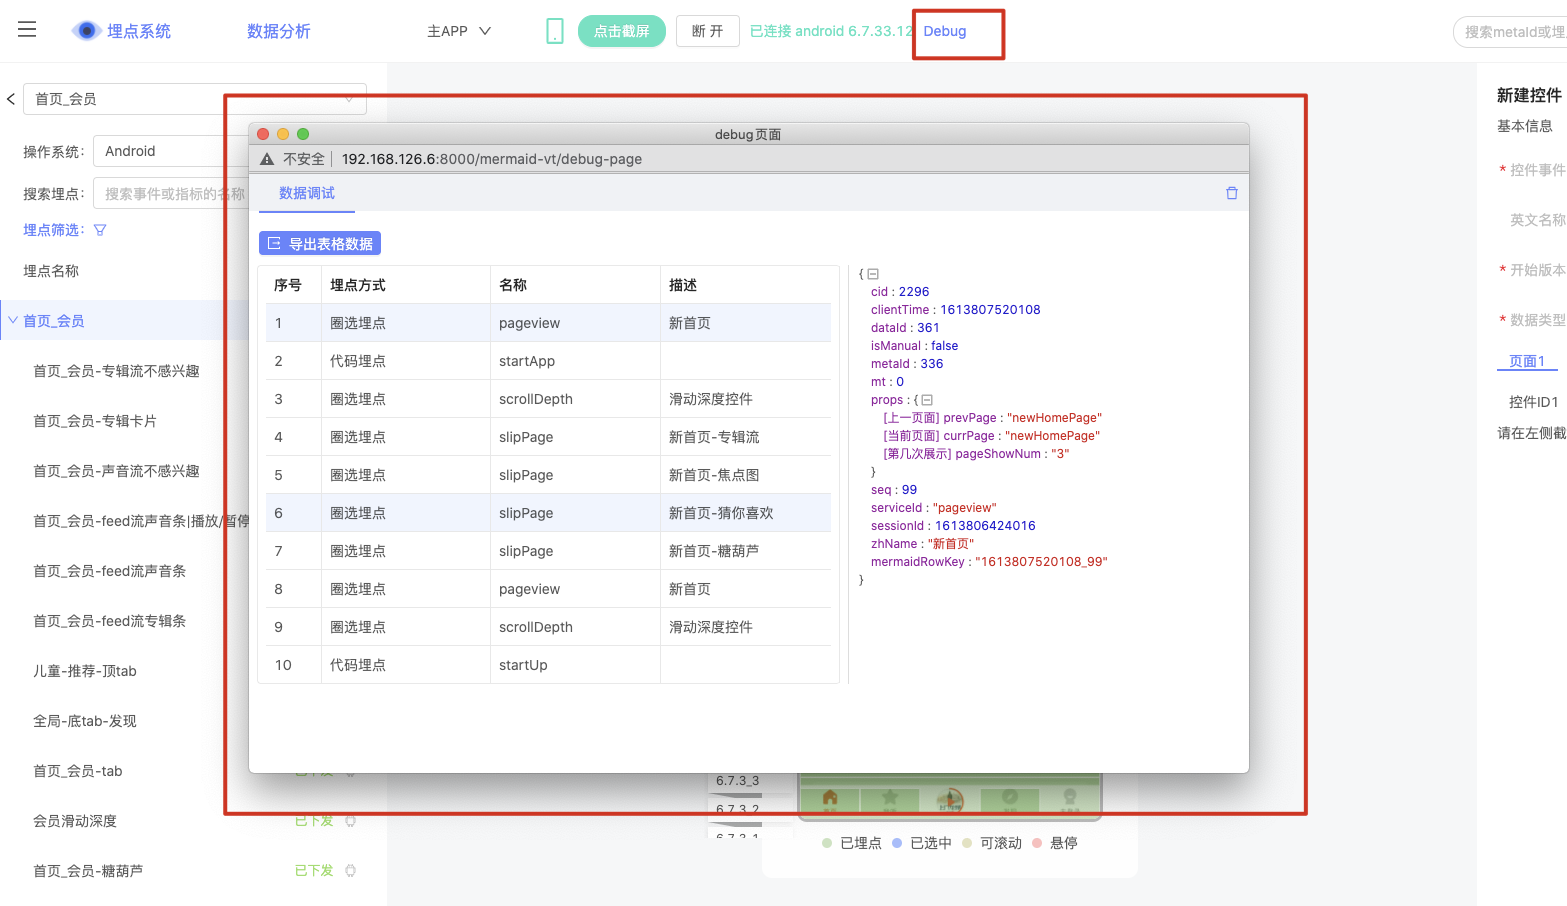 埋点系统
数据分析
主APP
点击截屏
断 开
已连接 android 6.7.33.12
Debug
搜索metaId或埋
首页_会员
操作系统:
Android
搜索埋点:
搜索事件或指标的名称
埋点筛选:
埋点名称
首页_会员
首页_会员-专辑流不感兴趣
首页_会员-专辑卡片
首页_会员-声音流不感兴趣
首页_会员-feed流声音条|播放/暂停
首页_会员-feed流声音条
首页_会员-feed流专辑条
儿童-推荐-顶tab
全局-底tab-发现
首页_会员-tab
已下发
会员滑动深度
已下发
首页_会员-糖葫芦
已下发
debug页面
不安全
192.168.126.6:8000/mermaid-vt/debug-page
数据调试
导出表格数据
序号 埋点方式 名称 描述
1 圈选埋点 pageview 新首页
2 代码埋点 startApp
3 圈选埋点 scrollDepth 滑动深度控件
4 圈选埋点 slipPage 新首页-专辑流
5 圈选埋点 slipPage 新首页-焦点图
6 圈选埋点 slipPage 新首页-猜你喜欢
7 圈选埋点 slipPage 新首页-糖葫芦
8 圈选埋点 pageview 新首页
9 圈选埋点 scrollDepth 滑动深度控件
10 代码埋点 startUp
{
cid : 2296
clientTime : 1613807520108
dataId : 361
isManual : false
metaId : 336
mt : 0
props : {
[上一页面] prevPage : "newHomePage"
[当前页面] currPage : "newHomePage"
[第几次展示] pageShowNum : "3"
}
seq : 99
serviceId : "pageview"
sessionId : 1613806424016
zhName : "新首页"
mermaidRowKey : "1613807520108_99"
}
6.7.3_3
6.7.3_2
6.7.3_1
已埋点
已选中
可滚动
悬停
新建控件
基本信息
* 控件事件
英文名称
* 开始版本
* 数据类型
页面1
控件ID1
请在左侧截